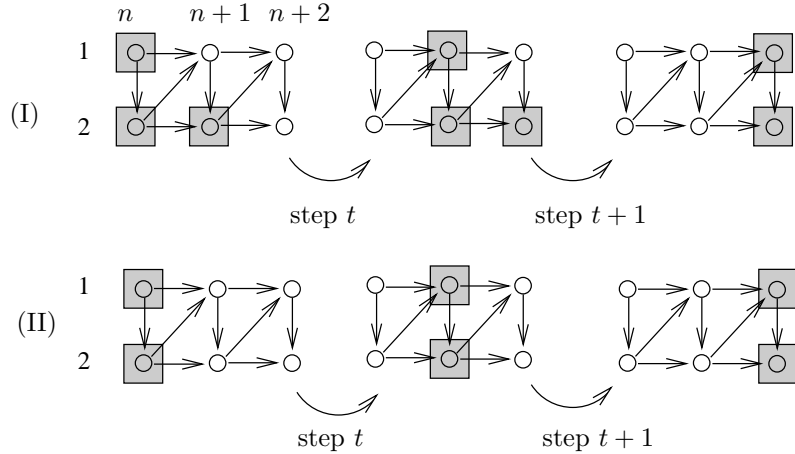 n n + 1 n + 2
1
(I)
2
step t step t + 1
1
(II)
2
step t step t + 1